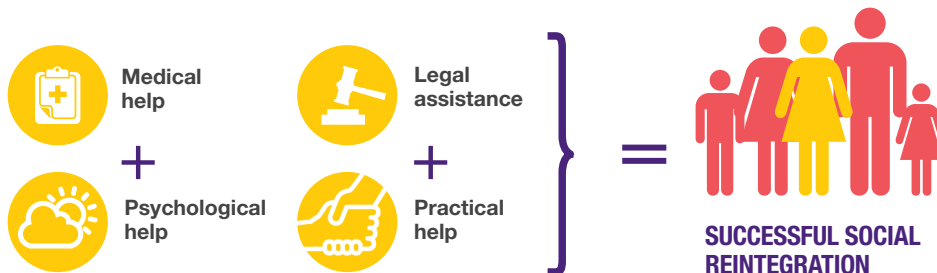 Medical
help
+
Psychological
help
Legal
assistance
+
Practical
help
=
SUCCESSFUL SOCIAL
REINTEGRATION